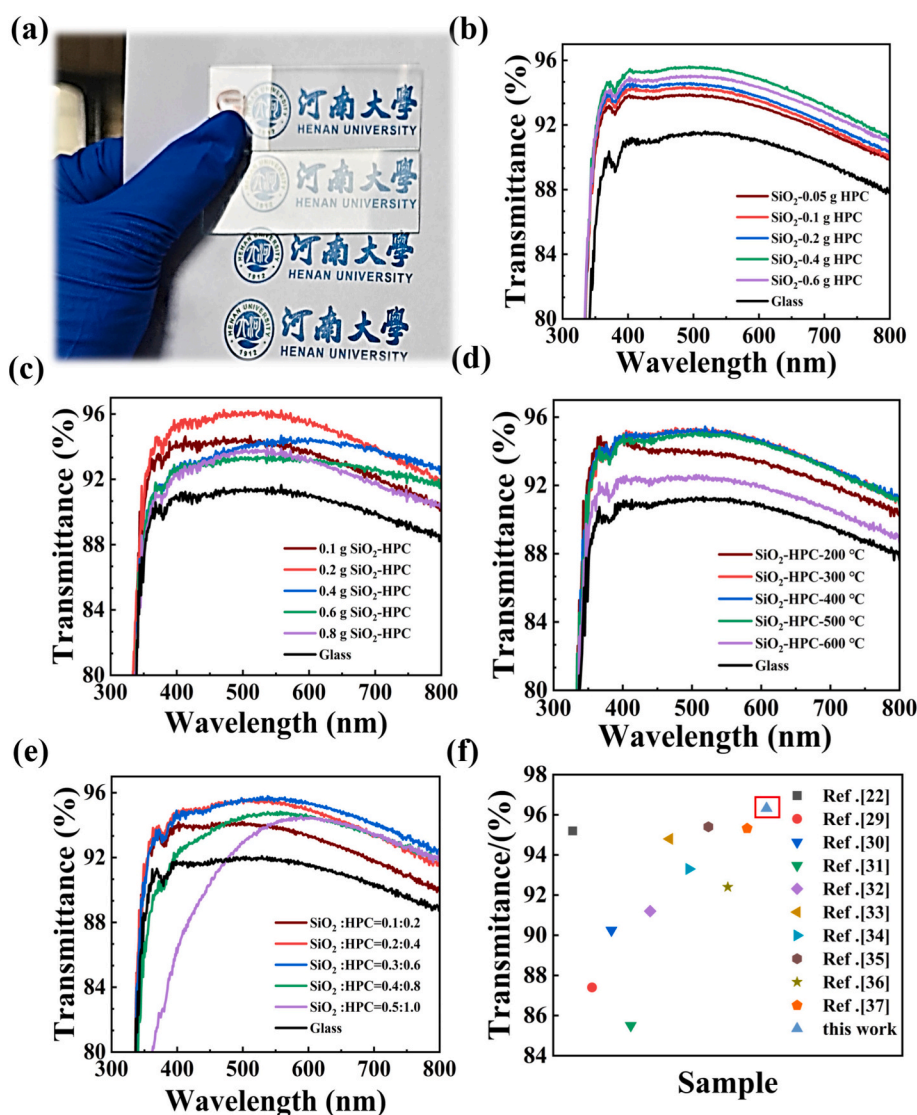 (a)
河南大學
HENAN UNIVERSITY
河南大學
HENAN UNIVERSITY
河南大學
HENAN UNIVERSITY
1912
河南大學
HENAN UNIVERSITY
HENAN UNIVERSITY
1912
(b)
Transmittance (%)
96
92
88
84
80
SiO₂-0.05 g HPC
SiO₂-0.1 g HPC
SiO₂-0.2 g HPC
SiO₂-0.4 g HPC
SiO₂-0.6 g HPC
Glass
300 400 500 600 700 800
Wavelength (nm)
(c)
Transmittance (%)
96
92
88
84
80
0.1 g SiO₂-HPC
0.2 g SiO₂-HPC
0.4 g SiO₂-HPC
0.6 g SiO₂-HPC
0.8 g SiO₂-HPC
Glass
300 400 500 600 700 800
Wavelength (nm)
(d)
Transmittance (%)
96
92
88
84
80
SiO₂-HPC-200 °C
SiO₂-HPC-300 °C
SiO₂-HPC-400 °C
SiO₂-HPC-500 °C
SiO₂-HPC-600 °C
Glass
300 400 500 600 700 800
Wavelength (nm)
(e)
Transmittance (%)
96
92
88
84
80
SiO₂ :HPC=0.1:0.2
SiO₂ :HPC=0.2:0.4
SiO₂ :HPC=0.3:0.6
SiO₂ :HPC=0.4:0.8
SiO₂ :HPC=0.5:1.0
Glass
300 400 500 600 700 800
Wavelength (nm)
(f)
Transmittance/(%)
98
96
94
92
90
88
86
84
Ref .[22]
Ref .[29]
Ref .[30]
Ref .[31]
Ref .[32]
Ref .[33]
Ref .[34]
Ref .[35]
Ref .[36]
Ref .[37]
this work
Sample